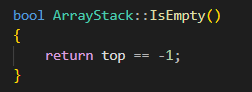 bool ArrayStack::IsEmpty()
{
    return top == -1;
}